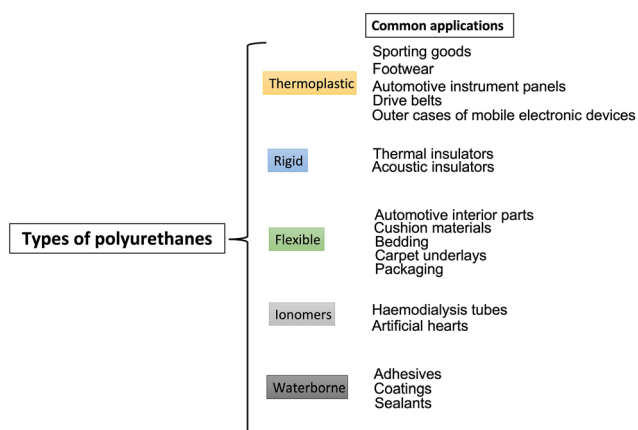 Common applications
Sporting goods
Footwear
Thermoplastic
Automotive instrument panels
Drive belts
Outer cases of mobile electronic devices
Rigid
Thermal insulators
Acoustic insulators
Types of polyurethanes
Automotive interior parts
Cushion materials
Flexible
Bedding
Carpet underlays
Packaging
Ionomers
Haemodialysis tubes
Artificial hearts
Waterborne
Adhesives
Coatings
Sealants